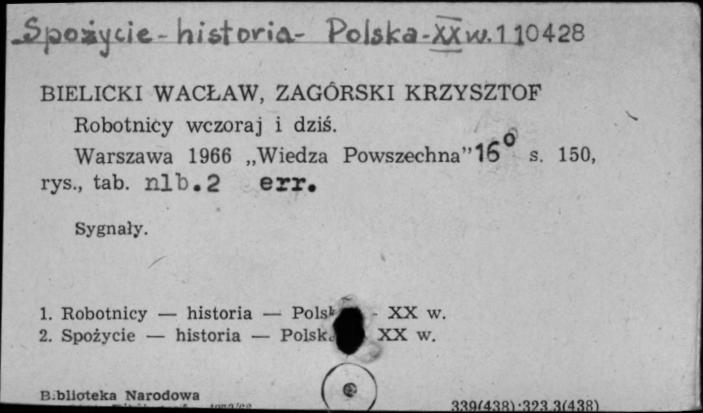 Spożycie - historia - Polska - XX w. 110428
BIELICKI WACŁAW, ZAGÓRSKI KRZYSZTOF
Robotnicy wczoraj i dziś.
Warszawa 1966 „Wiedza Powszechna” 16° s. 150,
rys., tab. nlb. 2 err.
Sygnały.
1. Robotnicy — historia — Polsk - XX w.
2. Spożycie — historia — Polska XX w.
Biblioteka Narodowa
339(438):323.3(438)